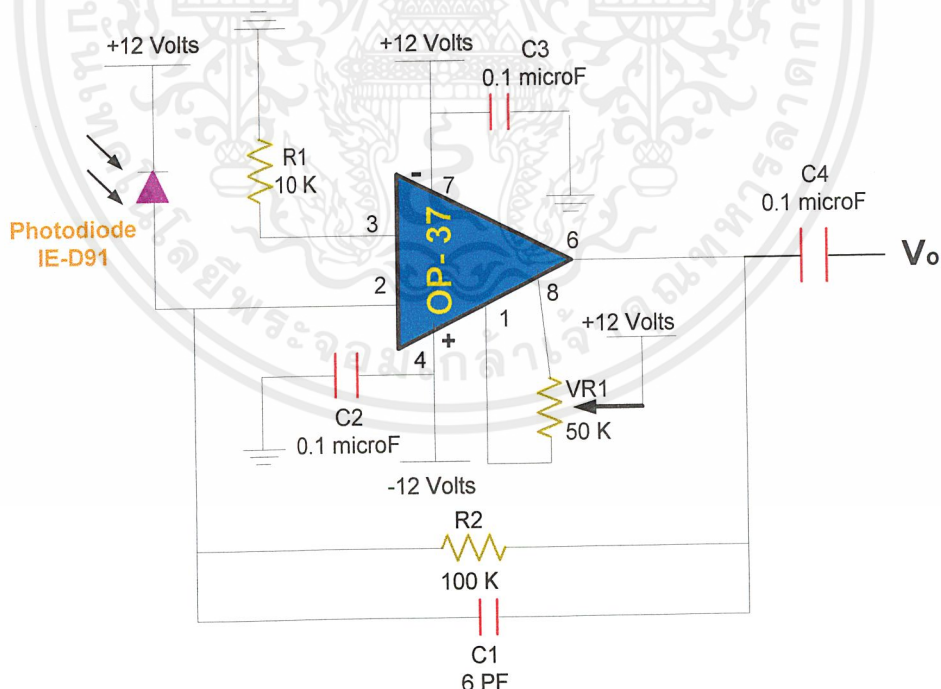 +12 Volts
+12 Volts
C3
0.1 microF
R1
10 K
-
7
C4
0.1 microF
Photodiode
IE-D91
3
OP-37
6
Vo
2
8
1
+12 Volts
+
4
VR1
50 K
C2
0.1 microF
-12 Volts
R2
100 K
C1
6 PF